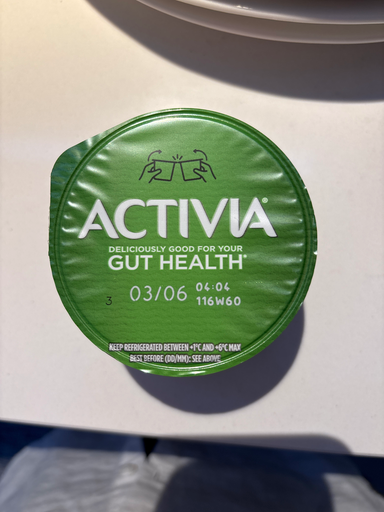 ACTIVIA®
DELICIOUSLY GOOD FOR YOUR
GUT HEALTH*
3 03/06 04:04
116W60
KEEP REFRIGERATED BETWEEN +1°C AND +6°C MAX
BEST BEFORE (DD/MM): SEE ABOVE